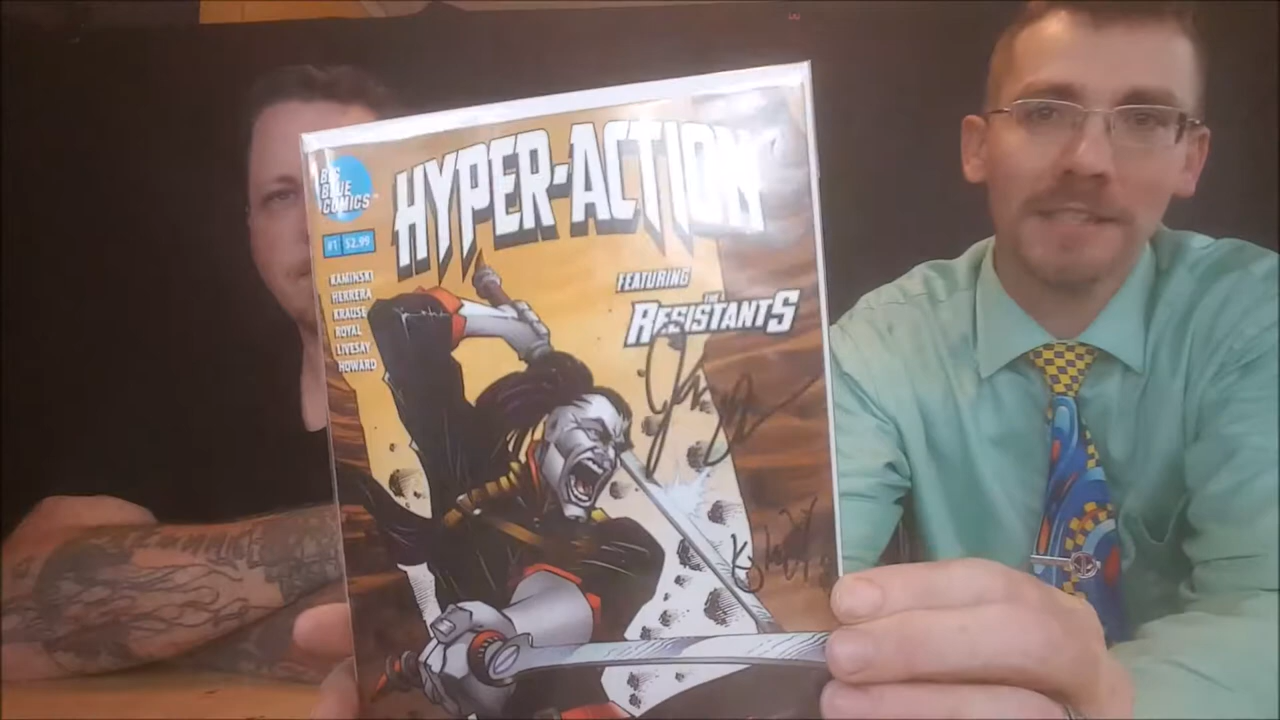 BIG
BLUE
COMICS
#1 $2.99
HYPER-ACTION
KAMINSKI
HERRERA
KRAUSE
ROYAL
LIVESAY
HOWARD
FEATURING
THE
RESISTANTS